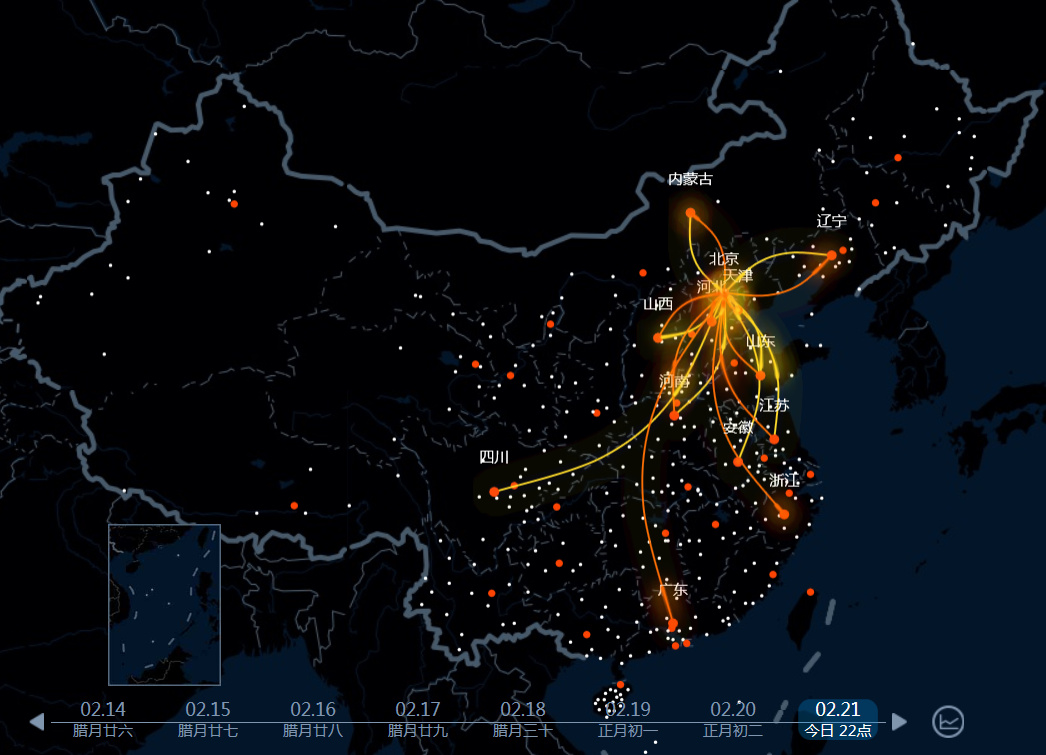 内蒙古
辽宁
北京
天津
河北
山西
山东
河南
江苏
安徽
四川
浙江
广东
02.14
02.15
02.16
02.17
02.18
02.19
02.20
02.21
腊月廿六
腊月廿七
腊月廿八
腊月廿九
腊月三十
正月初一
正月初二
今日 22点